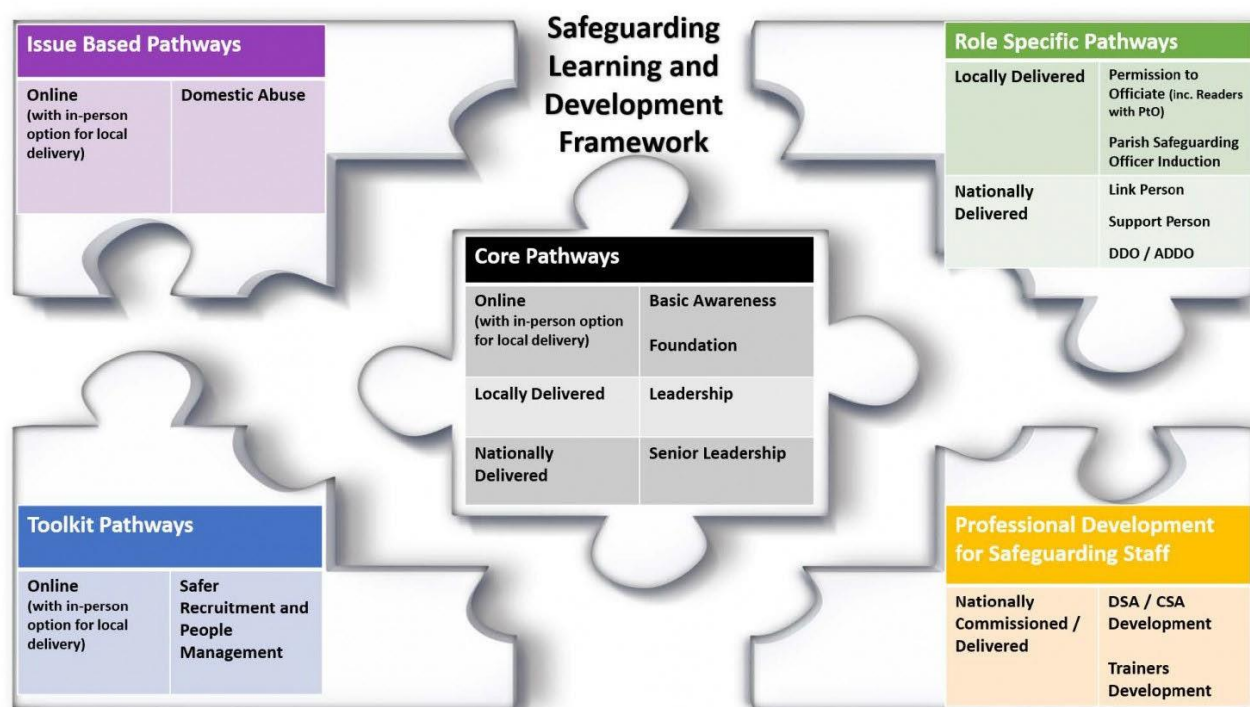 Safeguarding
Learning and
Development
Framework
Issue Based Pathways
Online
(with in-person
option for local
delivery)
Domestic Abuse
Role Specific Pathways
Locally Delivered
Permission to
Officiate (inc. Readers
with PtO)
Parish Safeguarding
Officer Induction
Nationally
Delivered
Link Person
Support Person
DDO / ADDO
Core Pathways
Online
(with in-person option
for local delivery)
Basic Awareness
Foundation
Locally Delivered
Leadership
Nationally
Delivered
Senior Leadership
Toolkit Pathways
Online
(with in-person
option for local
delivery)
Safer
Recruitment and
People
Management
Professional Development
for Safeguarding Staff
Nationally
Commissioned /
Delivered
DSA / CSA
Development
Trainers
Development